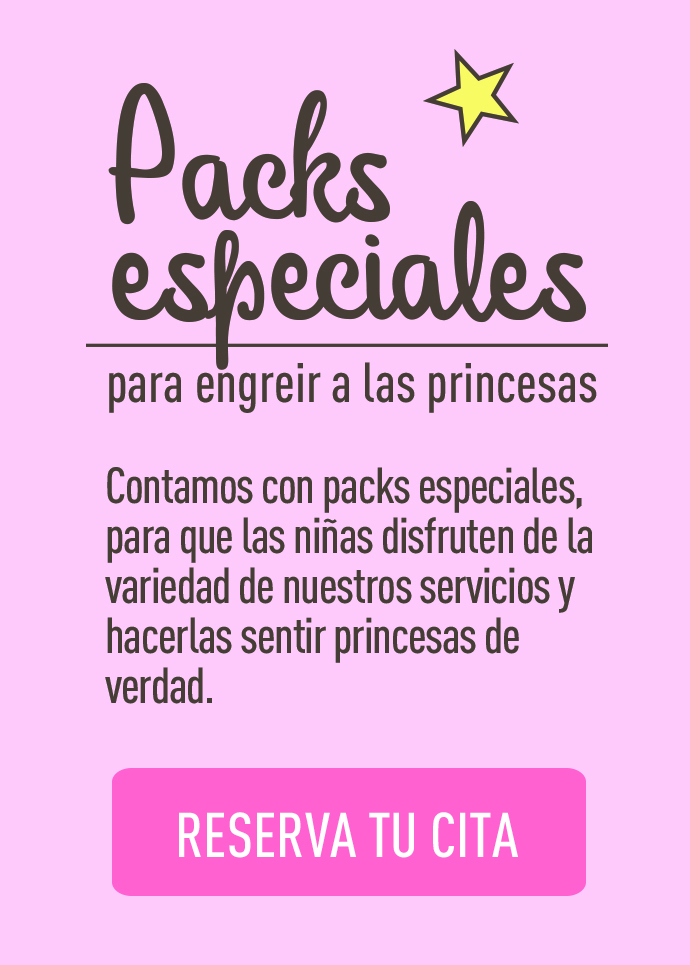 Packs
especiales
para engreir a las princesas
Contamos con packs especiales,
para que las niñas disfruten de la
variedad de nuestros servicios y
hacerlas sentir princesas de
verdad.
RESERVA TU CITA